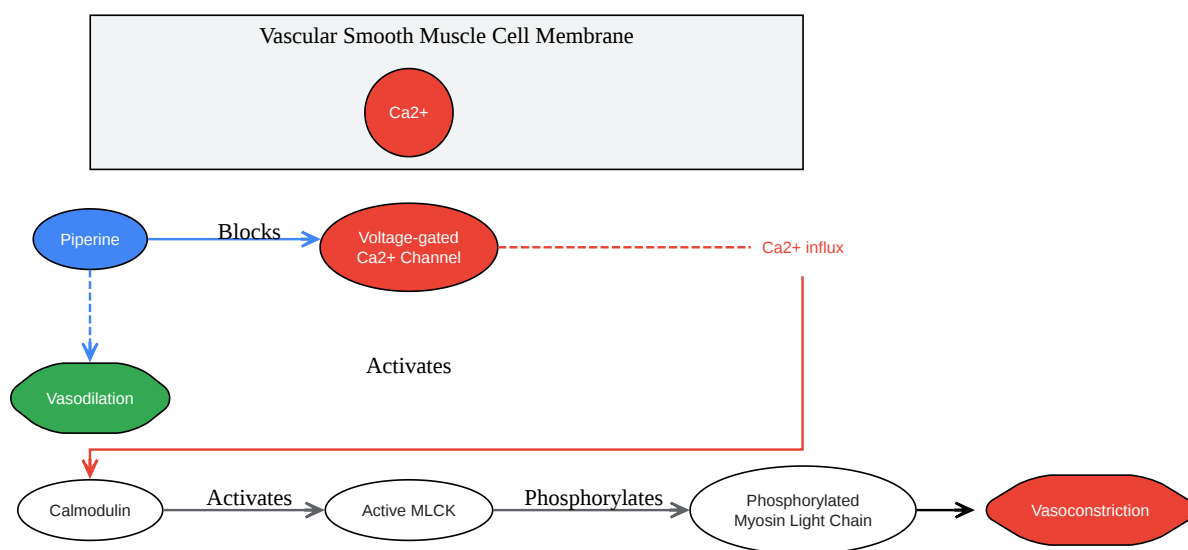 Vascular Smooth Muscle Cell Membrane
Ca2+
Piperine
Blocks
Voltage-gated
Ca2+ Channel
Ca2+ influx
Activates
Vasodilation
Calmodulin
Activates
Active MLCK
Phosphorylates
Phosphorylated
Myosin Light Chain
Vasoconstriction